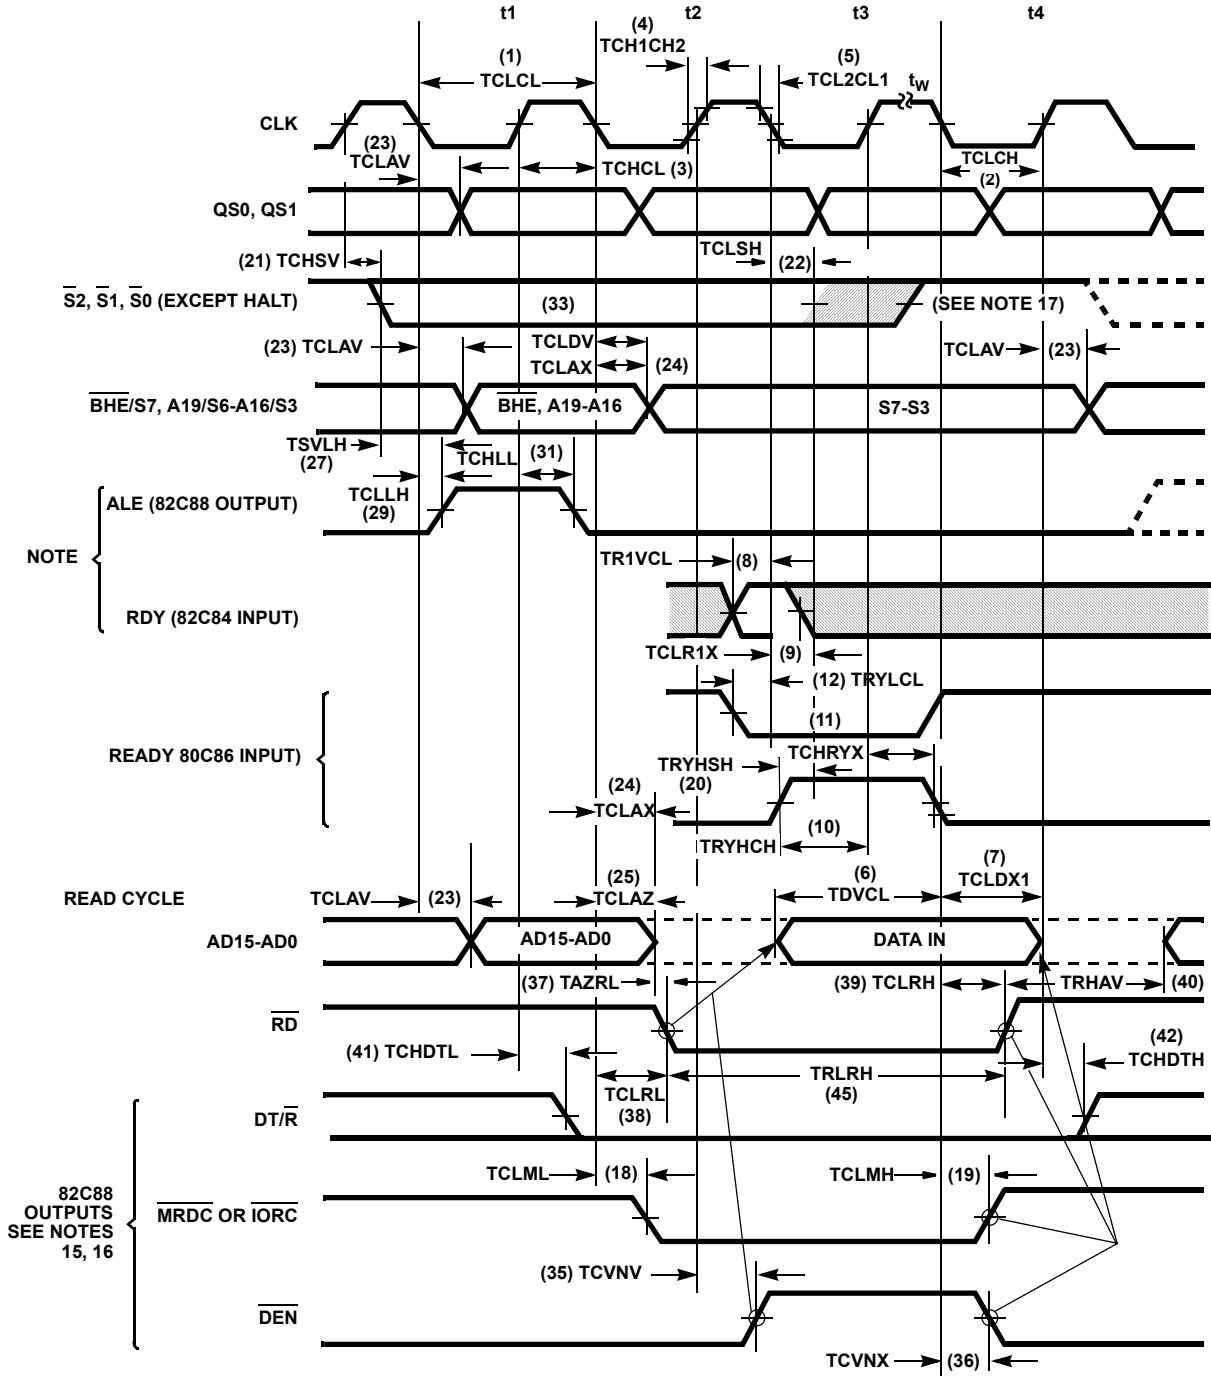 t1 t2 t3 t4
(4)
TCH1CH2
(1)
TCLCL
(5)
TCL2CL1
tW
CLK
(23)
TCLAV
TCHCL (3)
TCLCH
(2)
QS0, QS1
TCLSH
(22)
(21) TCHSV
S2, S1, S0 (EXCEPT HALT)
(33)
(SEE NOTE 17)
(23) TCLAV
TCLDV
TCLAX
(24)
TCLAV
(23)
BHE/S7, A19/S6-A16/S3
BHE, A19-A16
S7-S3
TSVLH
(27)
TCHLL
(31)
TCLLH
(29)
ALE (82C88 OUTPUT)
NOTE
TR1VCL
(8)
RDY (82C84 INPUT)
TCLR1X
(9)
(12) TRYLCL
(11)
READY 80C86 INPUT)
TCHRYX
TRYHSH
(20)
(24)
TCLAX
(10)
TRYHCH
READ CYCLE
TCLAV
(23)
(25)
TCLAZ
(6)
TDVCL
(7)
TCLDX1
AD15-AD0
AD15-AD0
DATA IN
(37) TAZRL
(39) TCLRH
TRHAV
(40)
RD
(41) TCHDTL
(42)
TCHDTH
TCLRL
(38)
TRLRH
(45)
DT/R
TCLML
(18)
TCLMH
(19)
82C88
OUTPUTS
SEE NOTES
15, 16
MRDC OR IORC
(35) TCVNV
DEN
TCVNX
(36)